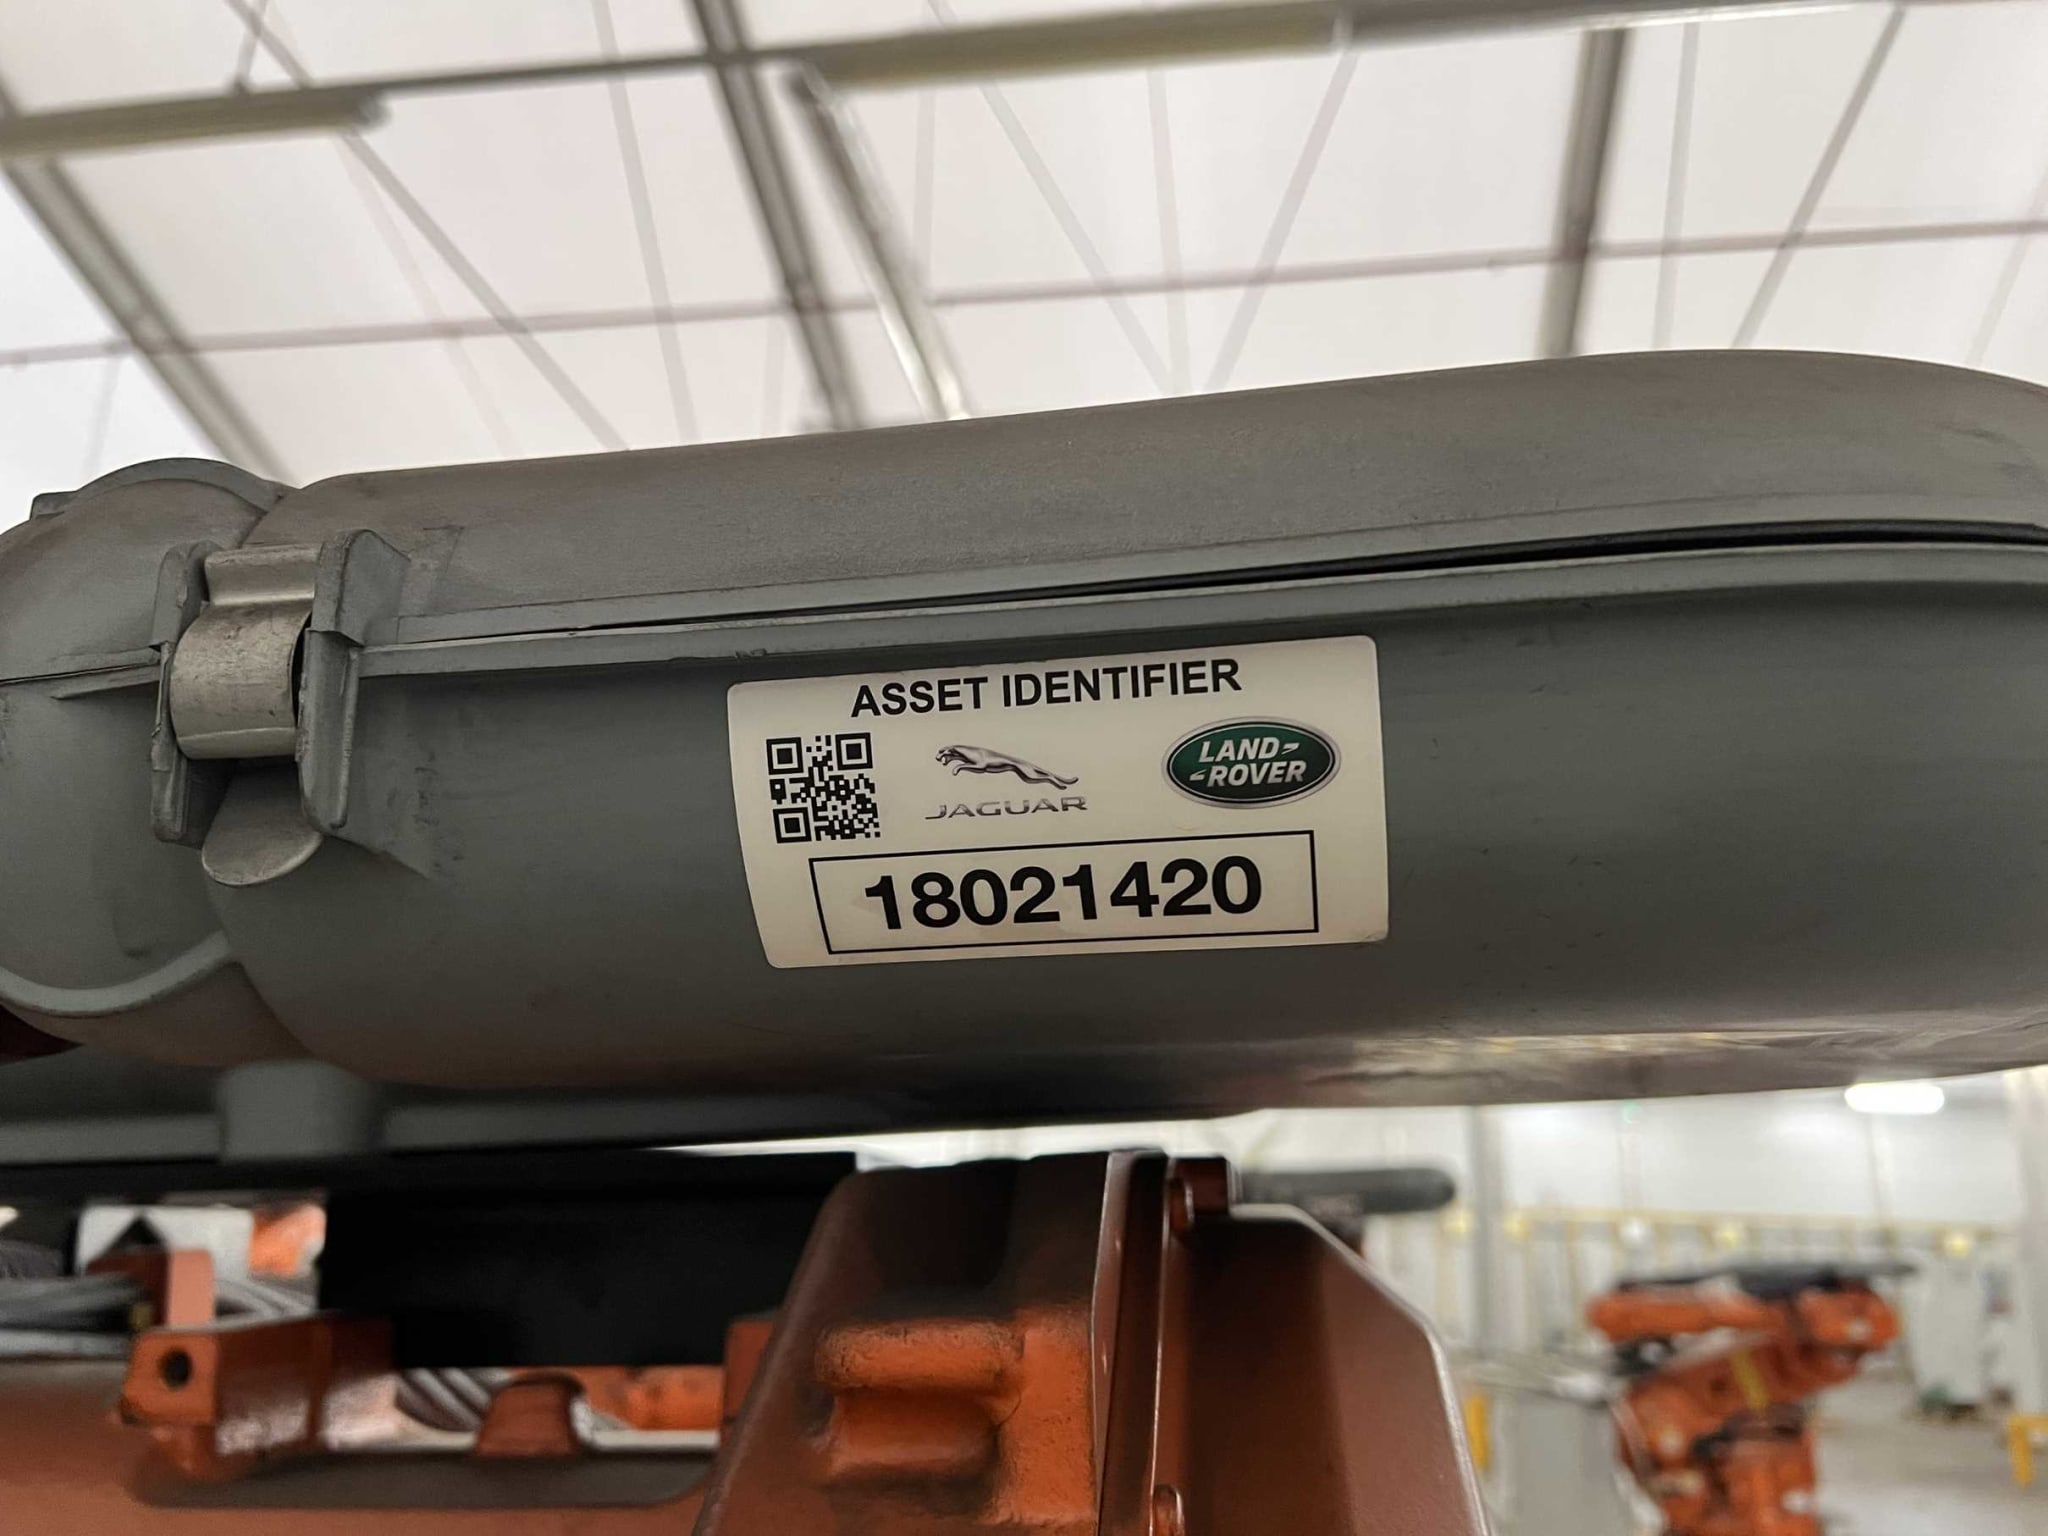 ASSET IDENTIFIER
JAGUAR
LAND-
-ROVER
18021420